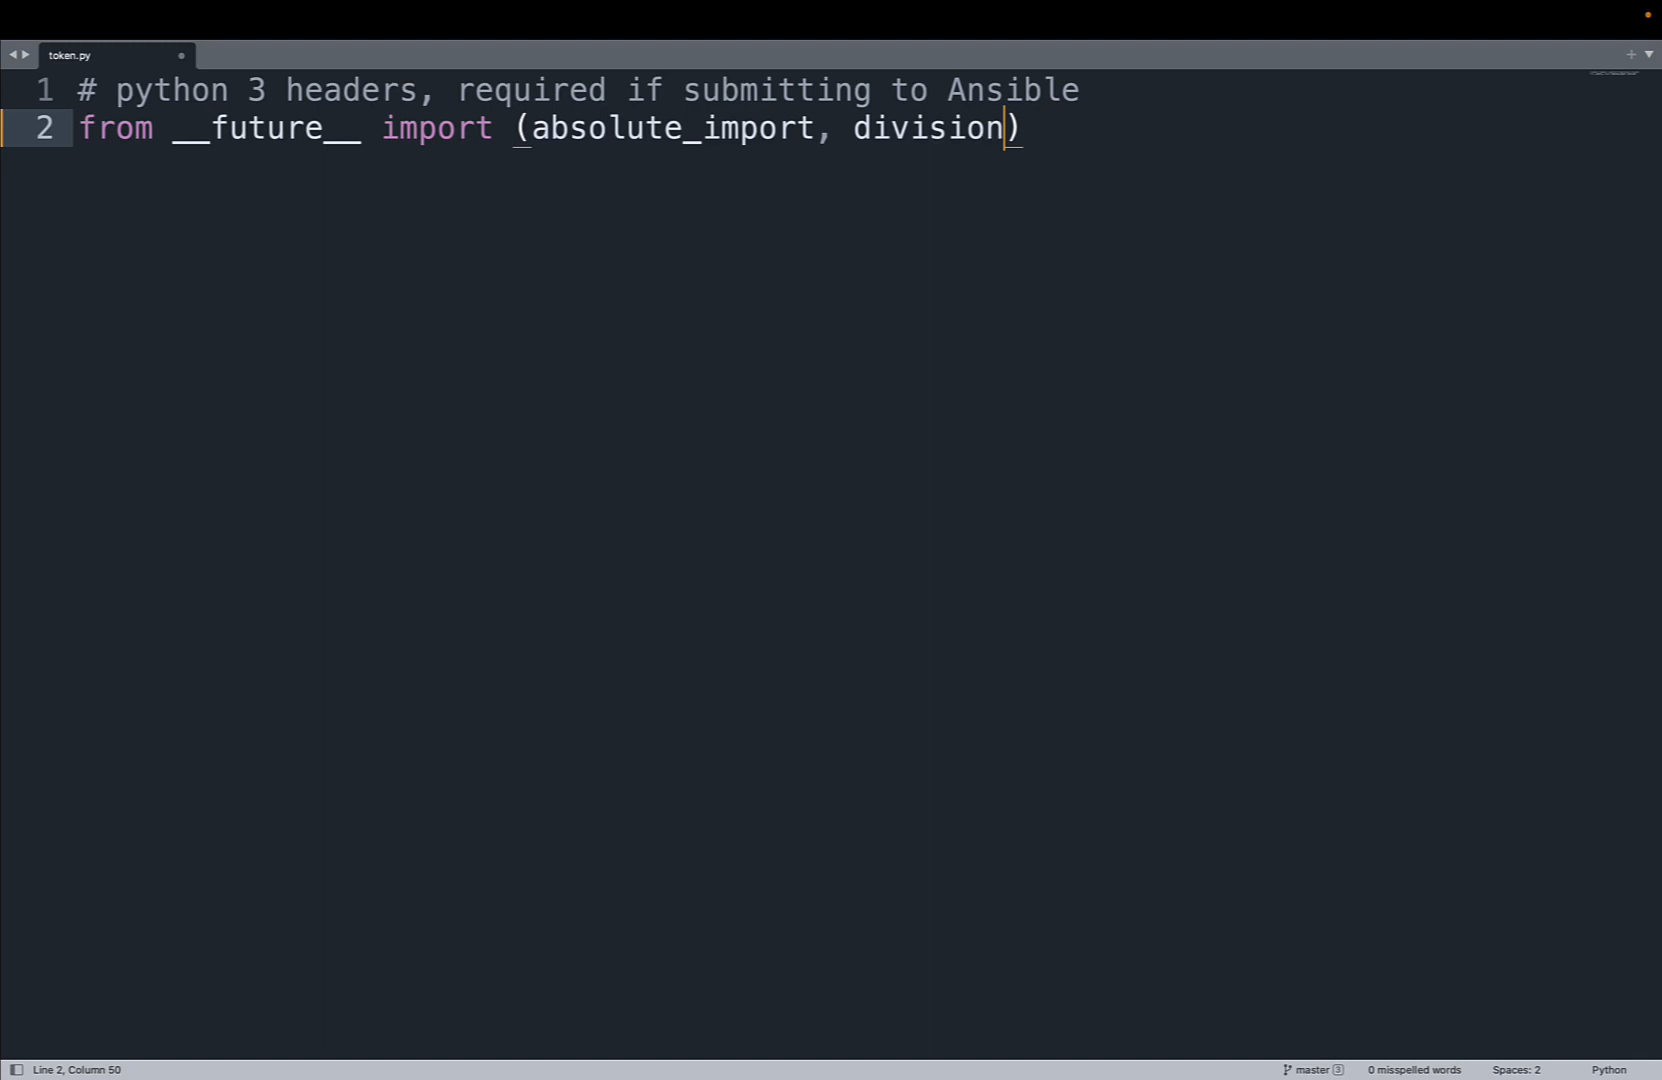 token.py
1 # python 3 headers, required if submitting to Ansible
2 from __future__ import (absolute_import, division)
Line 2, Column 50
master 3
0 misspelled words
Spaces: 2
Python